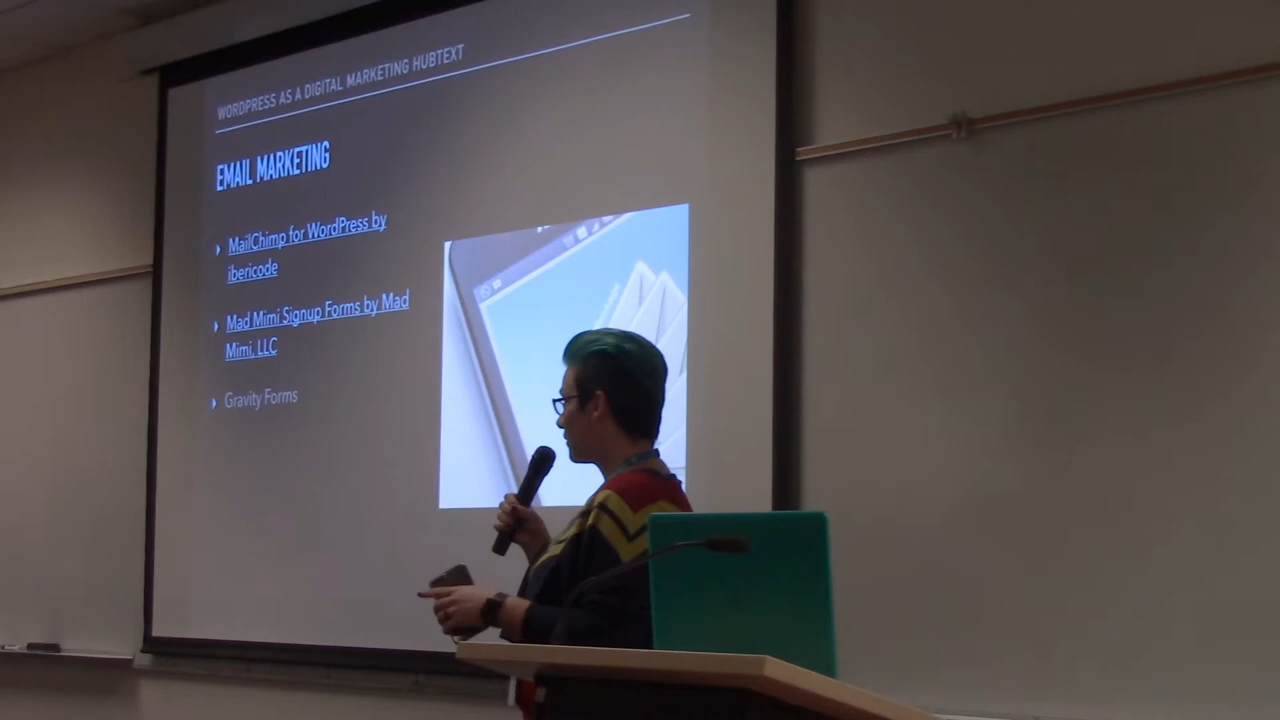 WORDPRESS AS A DIGITAL MARKETING HUBTEXT
EMAIL MARKETING
MailChimp for WordPress by
ibericode
Mad Mimi Signup Forms by Mad
Mimi, LLC
Gravity Forms